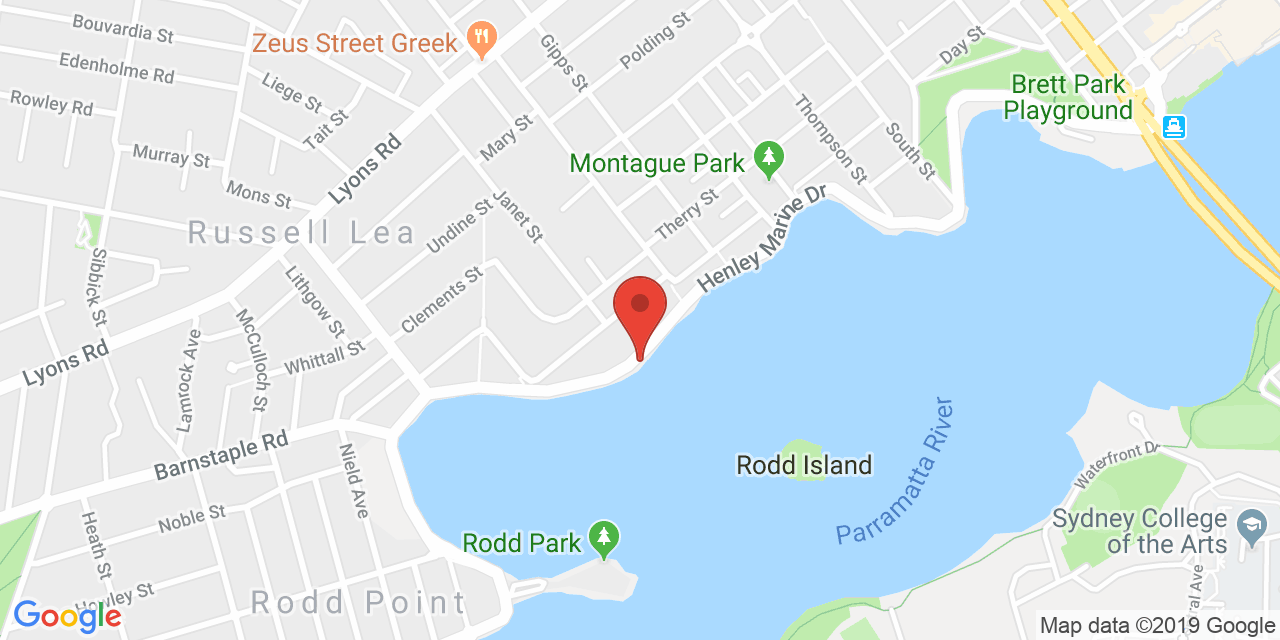 Bouvardia St
Zeus Street Greek
Gipps St
Polding St
Day St
Edenholme Rd
Liege St
Brett Park
Playground
Rowley Rd
Tait St
Mary St
Thompson St
South St
Murray St
Lyons Rd
Montague Park
Mons St
Undine St
Janet St
Therry St
Henley Marine Dr
Russell Lea
Sibbick St
Lithgow St
Clements St
McCulloch St
Lamrock Ave
Whittall St
Lyons Rd
Barnstaple Rd
Nield Ave
Rodd Island
Parramatta River
Waterfront Dr
Noble St
Heath St
Sydney College
of the Arts
Rodd Park
Howley St
Rodd Point
ral Ave
Google
Map data ©2019 Google